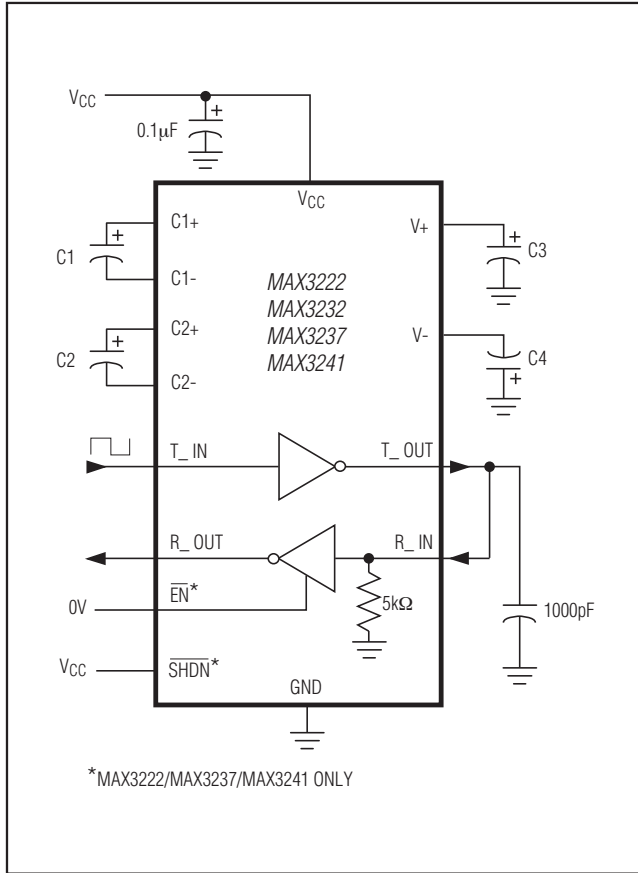 VCC
+
0.1µF
VCC
C1+
V+
C1
+
+
C3
C1-
MAX3222
MAX3232
MAX3237
MAX3241
C2+
V-
C2
+
C4
+
C2-
T_ IN
T_ OUT
R_ OUT
R_ IN
0V
EN*
5kΩ
1000pF
VCC
SHDN*
GND
*MAX3222/MAX3237/MAX3241 ONLY